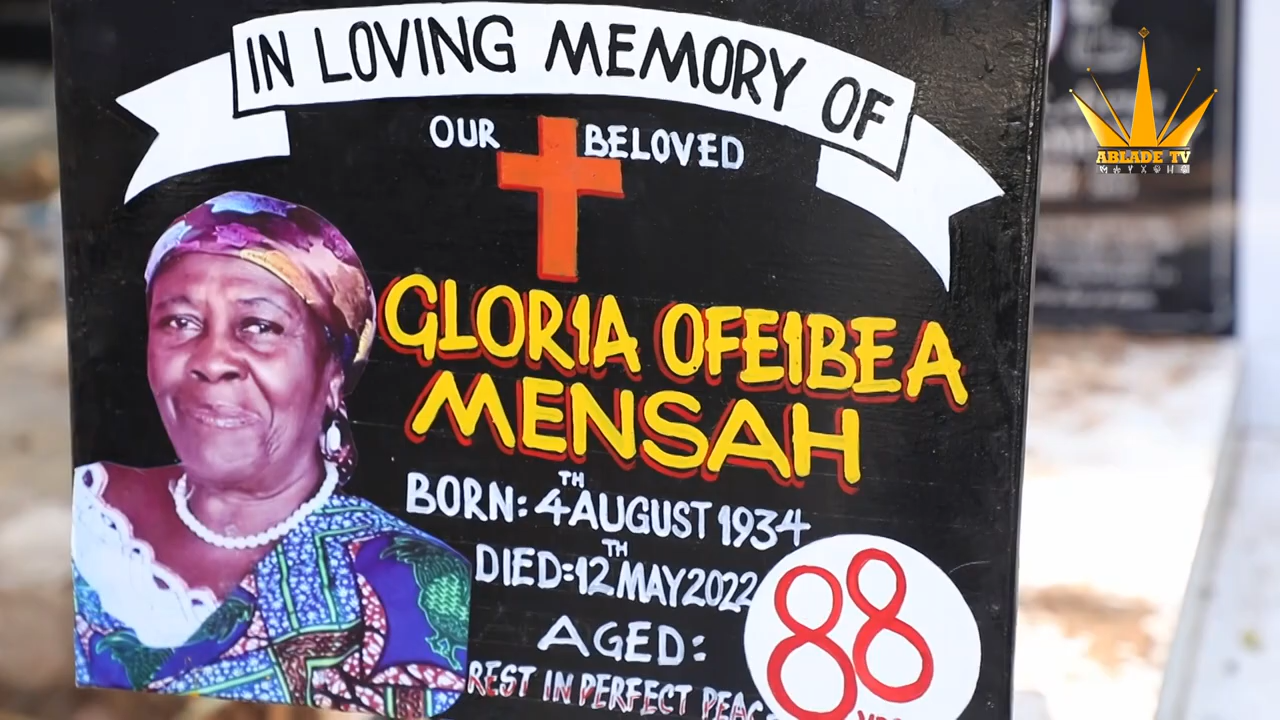 IN LOVING MEMORY OF
OUR BELOVED
GLORIA OFEIBEA
MENSAH
BORN: 4TH AUGUST 1934
DIED: 12TH MAY 2022
AGED: 88
REST IN PERFECT
ABLADE TV